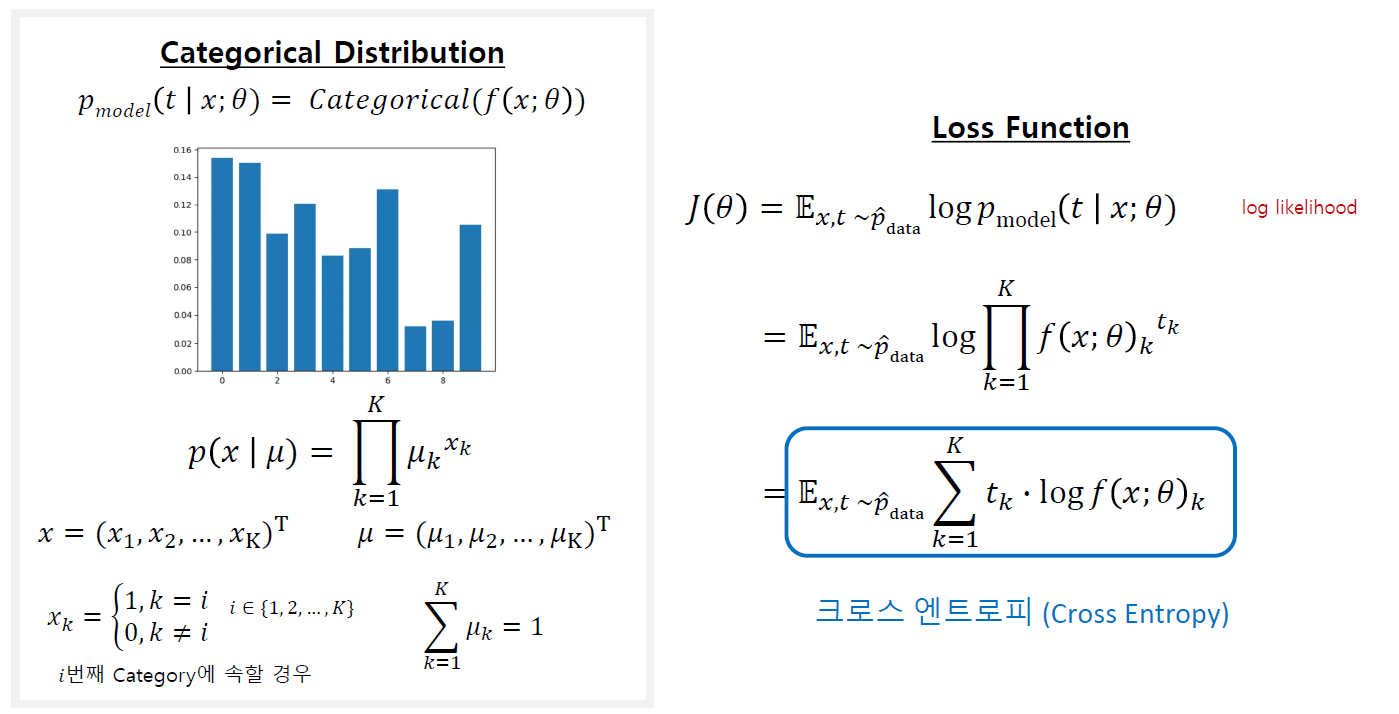 Categorical Distribution
p_model(t | x; θ) = Categorical(f(x; θ))
0.16
0.14
0.12
0.10
0.08
0.06
0.04
0.02
0.00
0 2 4 6 8
p(x | μ) = ∏_{k=1}^{K} μ_k^{x_k}
x = (x_1, x_2, …, x_K)^T μ = (μ_1, μ_2, …, μ_K)^T
x_k = {1, k = i; 0, k ≠ i i ∈ {1, 2, …, K} ∑_{k=1}^{K} μ_k = 1
i번째 Category에 속할 경우
Loss Function
J(θ) = 𝔼_{x,t ~ p̂_data} log p_model(t | x; θ) log likelihood
= 𝔼_{x,t ~ p̂_data} log ∏_{k=1}^{K} f(x; θ)_k^{t_k}
= 𝔼_{x,t ~ p̂_data} ∑_{k=1}^{K} t_k · log f(x; θ)_k
크로스 엔트로피 (Cross Entropy)